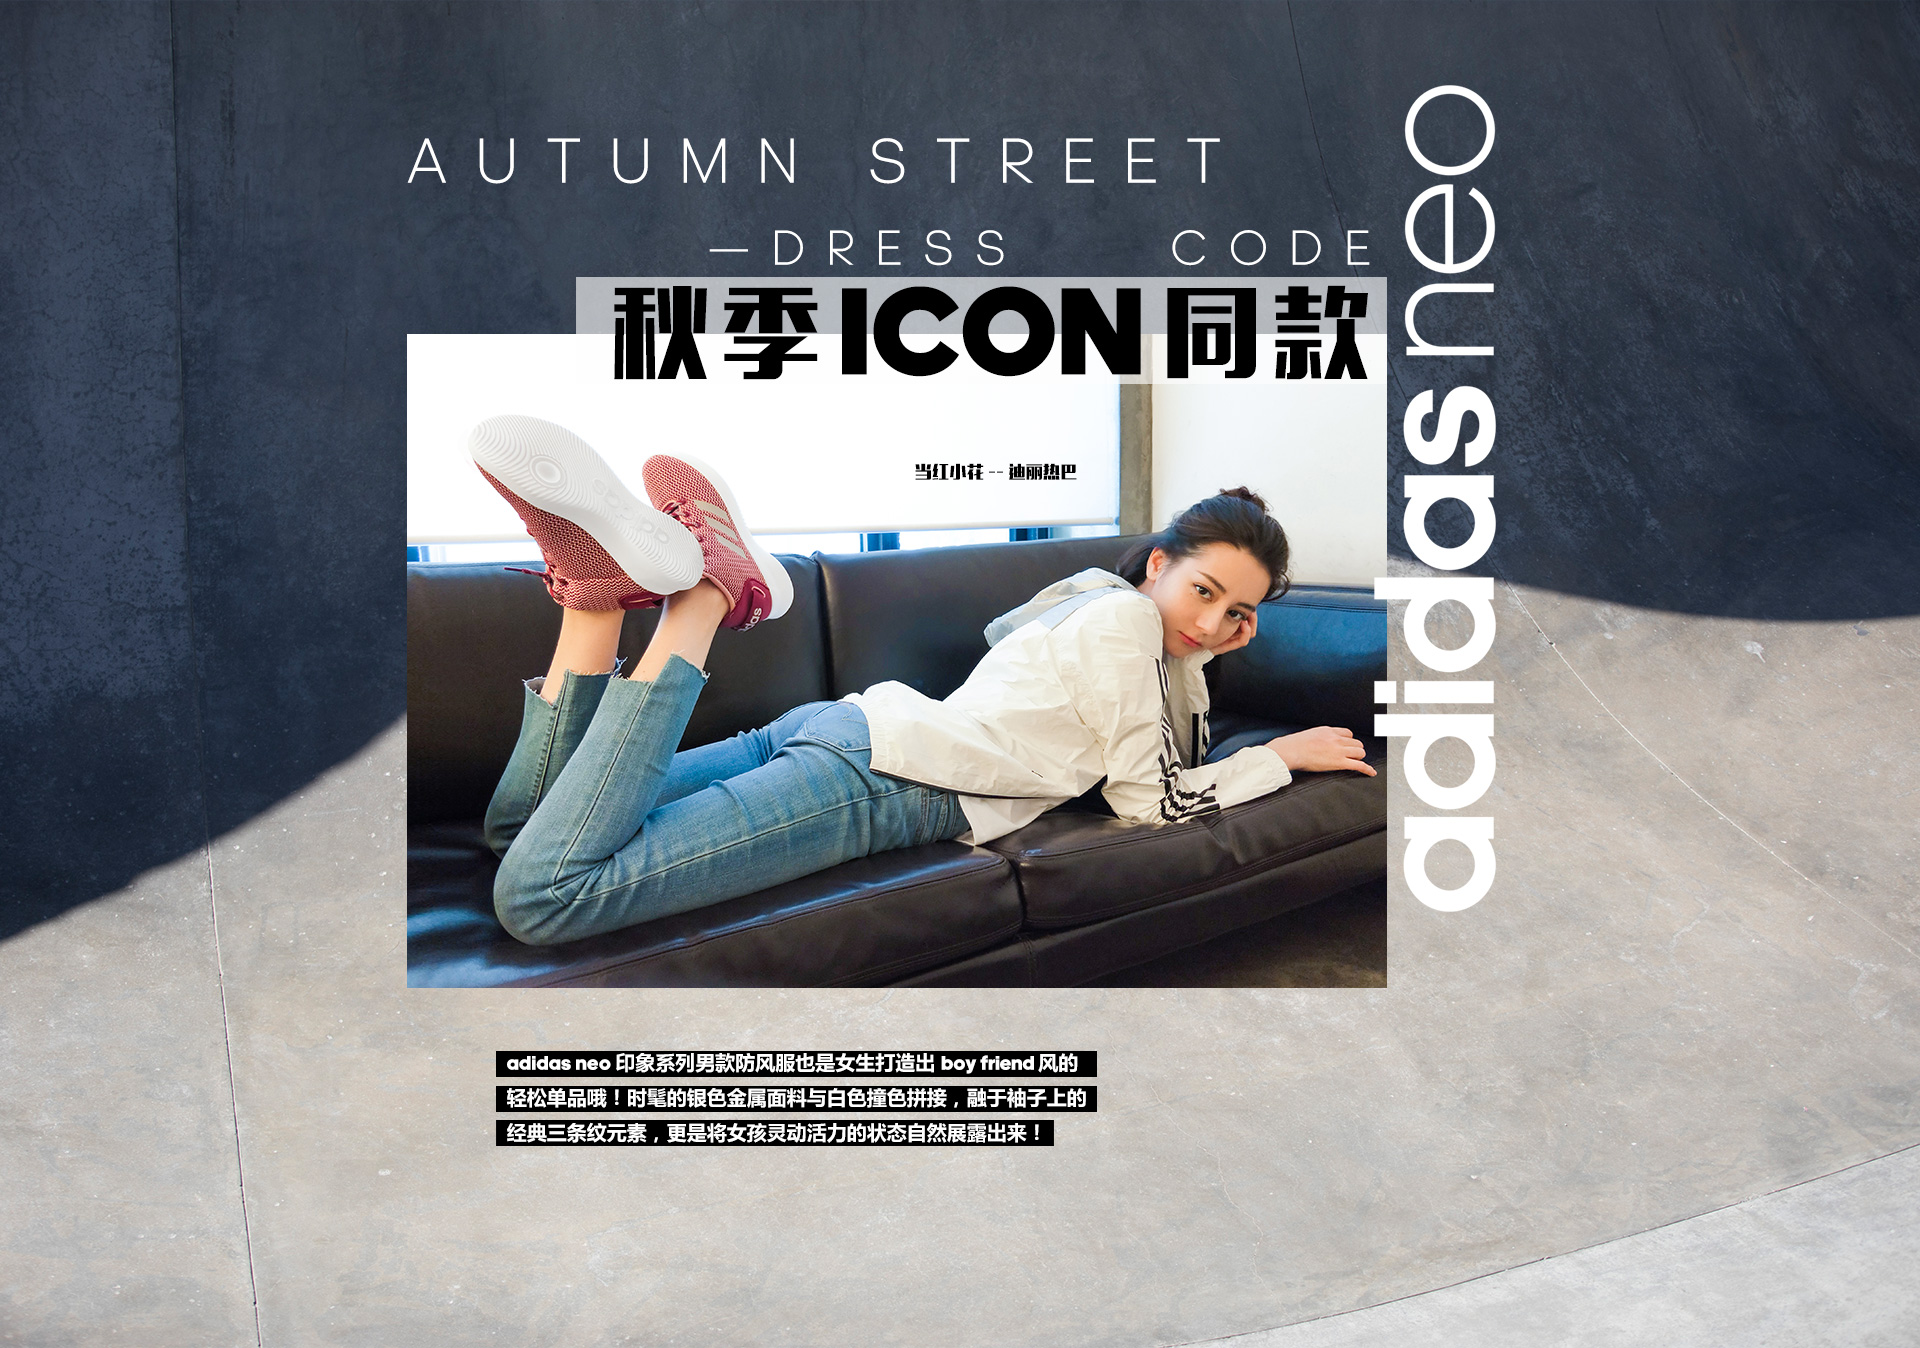 AUTUMN STREET
—DRESS CODE
秋季ICON同款
adidas neo
当红小花 -- 迪丽热巴
adidas
adidas neo 印象系列男款防风服也是女生打造出 boy friend 风的
轻松单品哦！时髦的银色金属面料与白色撞色拼接，融于袖子上的
经典三条纹元素，更是将女孩灵动活力的状态自然展露出来！